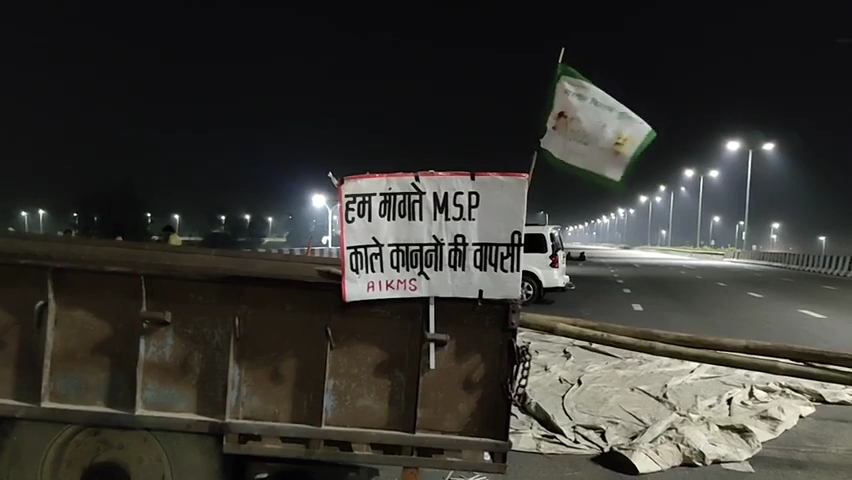 हम मांगते M.S.P
काले कानूनों की वापसी
AIKMS